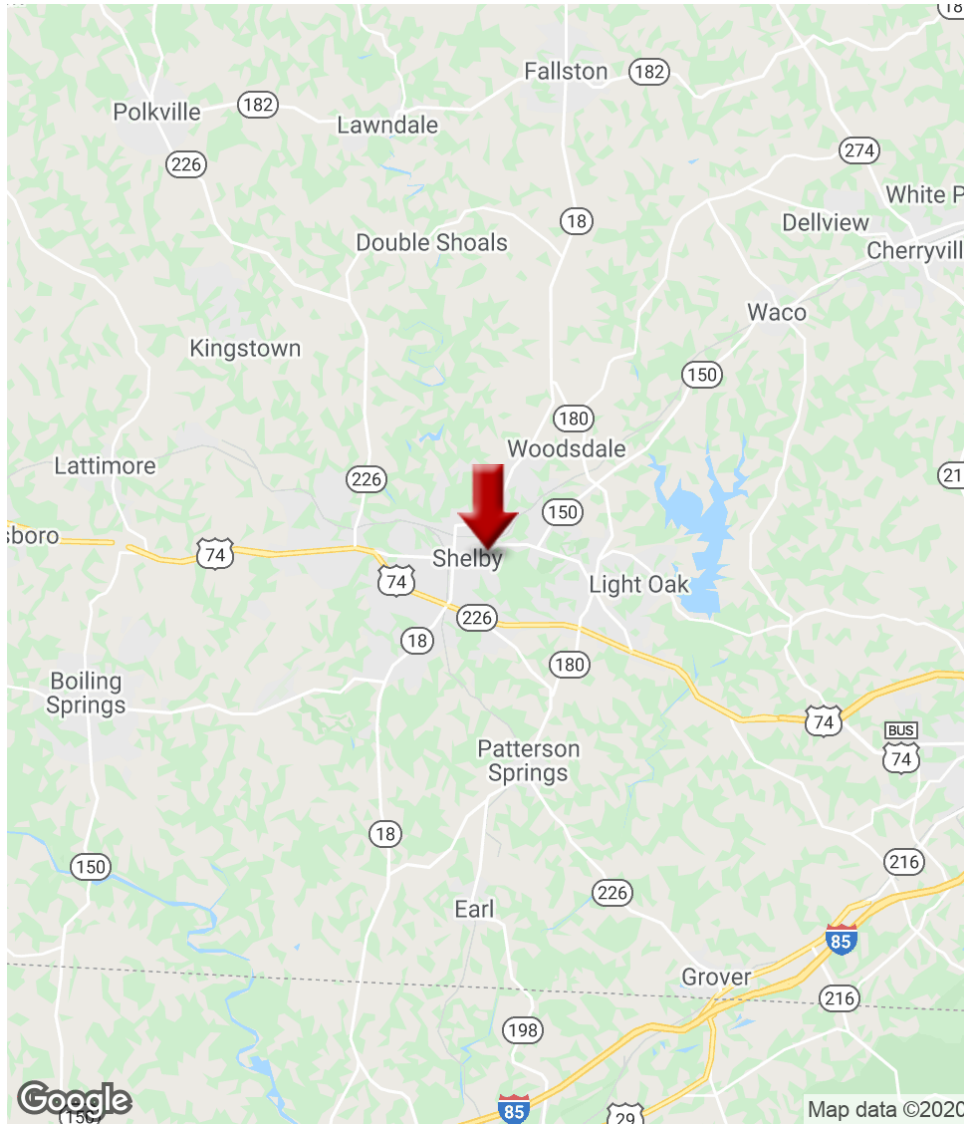 18
Fallston
182
Polkville
182
Lawndale
274
226
White P
18
Dellview
Double Shoals
Cherryvill
Waco
Kingstown
150
180
Woodsdale
Lattimore
226
21
150
sboro
74
Shelby
74
Light Oak
226
18
180
Boiling
Springs
74
BUS
74
Patterson
Springs
18
150
216
226
Earl
85
Grover
216
198
Google
150
85
29
Map data ©2020